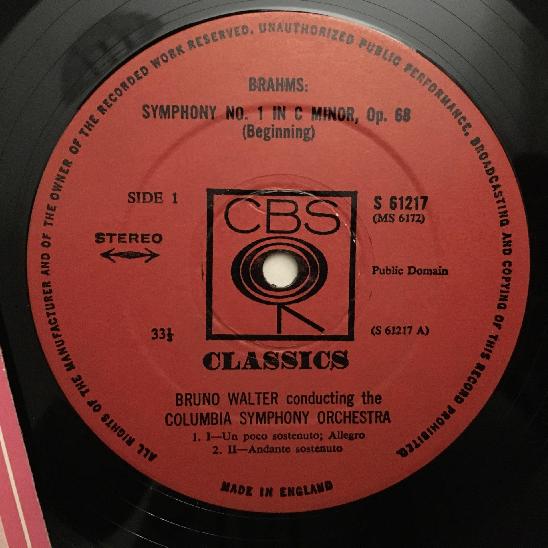 ALL RIGHTS OF THE MANUFACTURER AND OF THE OWNER OF THE RECORDED WORK RESERVED. UNAUTHORIZED PUBLIC PERFORMANCE, BROADCASTING AND COPYING OF THIS RECORD PROHIBITED.
BRAHMS:
SYMPHONY NO. 1 IN C MINOR, Op. 68
(Beginning)
SIDE 1
STEREO
33⅓
CBS
CLASSICS
S 61217
(MS 6172)
Public Domain
(S 61217 A)
BRUNO WALTER conducting the
COLUMBIA SYMPHONY ORCHESTRA
1. I—Un poco sostenuto; Allegro
2. II—Andante sostenuto
MADE IN ENGLAND